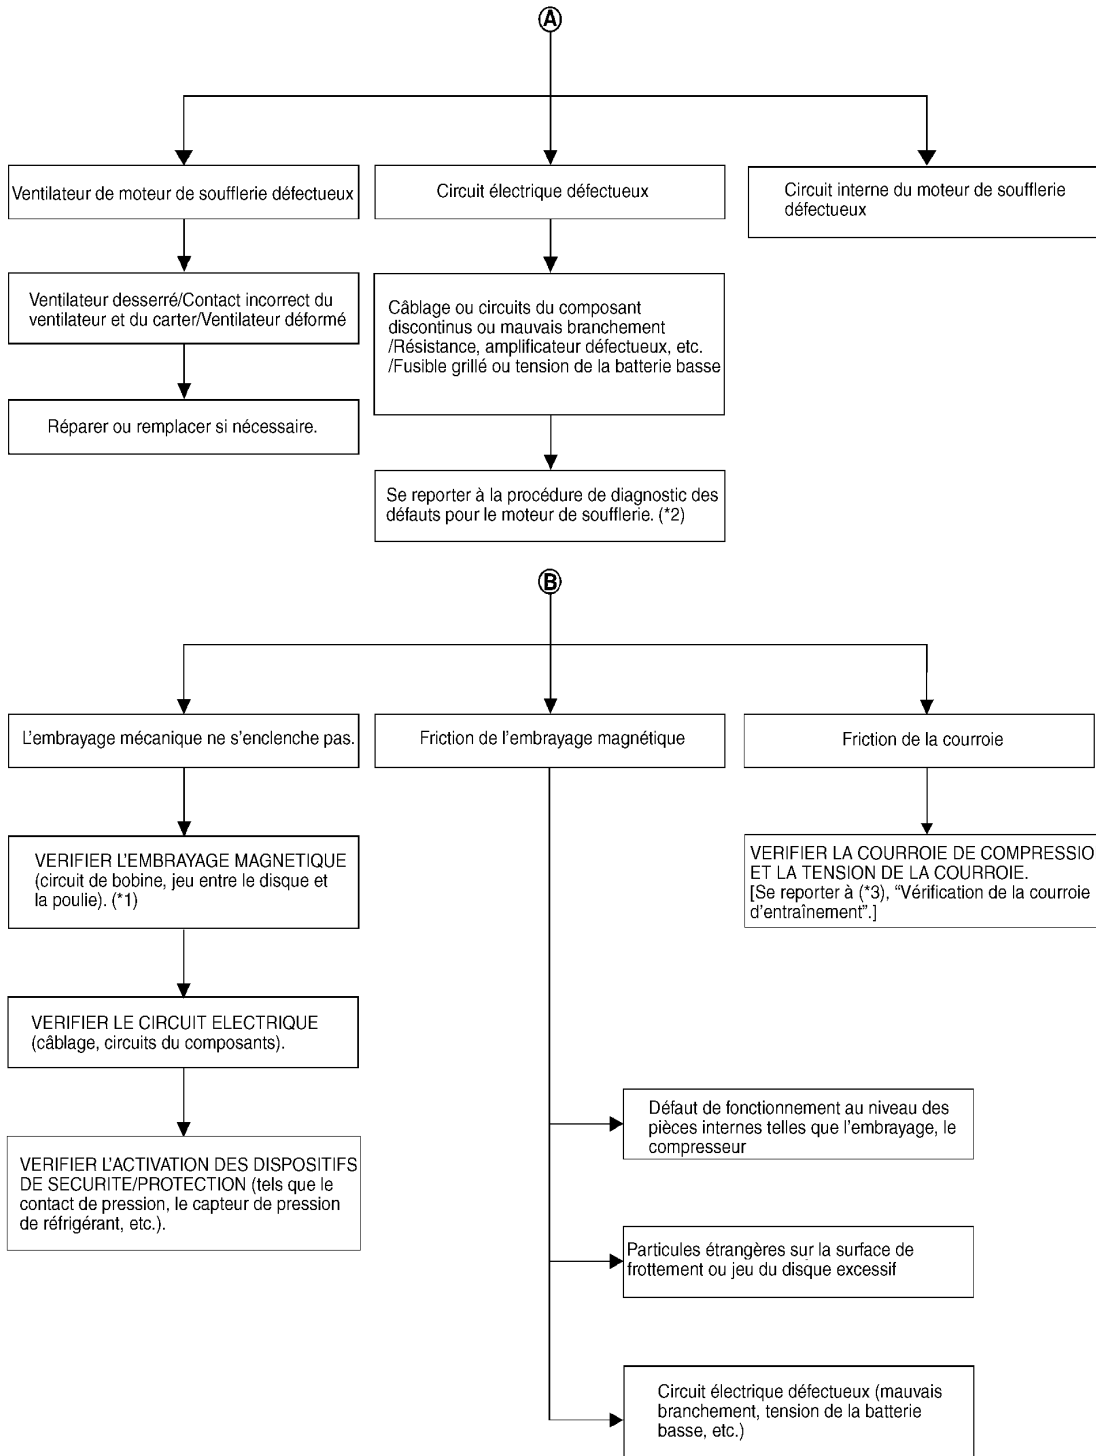 A
Ventilateur de moteur de soufflerie défectueux
Circuit électrique défectueux
Circuit interne du moteur de soufflerie
défectueux
Ventilateur desserré/Contact incorrect du
ventilateur et du carter/Ventilateur déformé
Câblage ou circuits du composant
discontinus ou mauvais branchement
/Résistance, amplificateur défectueux, etc.
/Fusible grillé ou tension de la batterie basse
Réparer ou remplacer si nécessaire.
Se reporter à la procédure de diagnostic des
défauts pour le moteur de soufflerie. (*2)
B
L'embrayage mécanique ne s'enclenche pas.
Friction de l'embrayage magnétique
Friction de la courroie
VERIFIER L'EMBRAYAGE MAGNETIQUE
(circuit de bobine, jeu entre le disque et
la poulie). (*1)
VERIFIER LA COURROIE DE COMPRESSIO
ET LA TENSION DE LA COURROIE.
[Se reporter à (*3), “Vérification de la courroie
d'entraînement”.]
VERIFIER LE CIRCUIT ELECTRIQUE
(câblage, circuits du composants).
VERIFIER L'ACTIVATION DES DISPOSITIFS
DE SECURITE/PROTECTION (tels que le
contact de pression, le capteur de pression
de réfrigérant, etc.).
Défaut de fonctionnement au niveau des
pièces internes telles que l'embrayage, le
compresseur
Particules étrangères sur la surface de
frottement ou jeu du disque excessif
Circuit électrique défectueux (mauvais
branchement, tension de la batterie
basse, etc.)